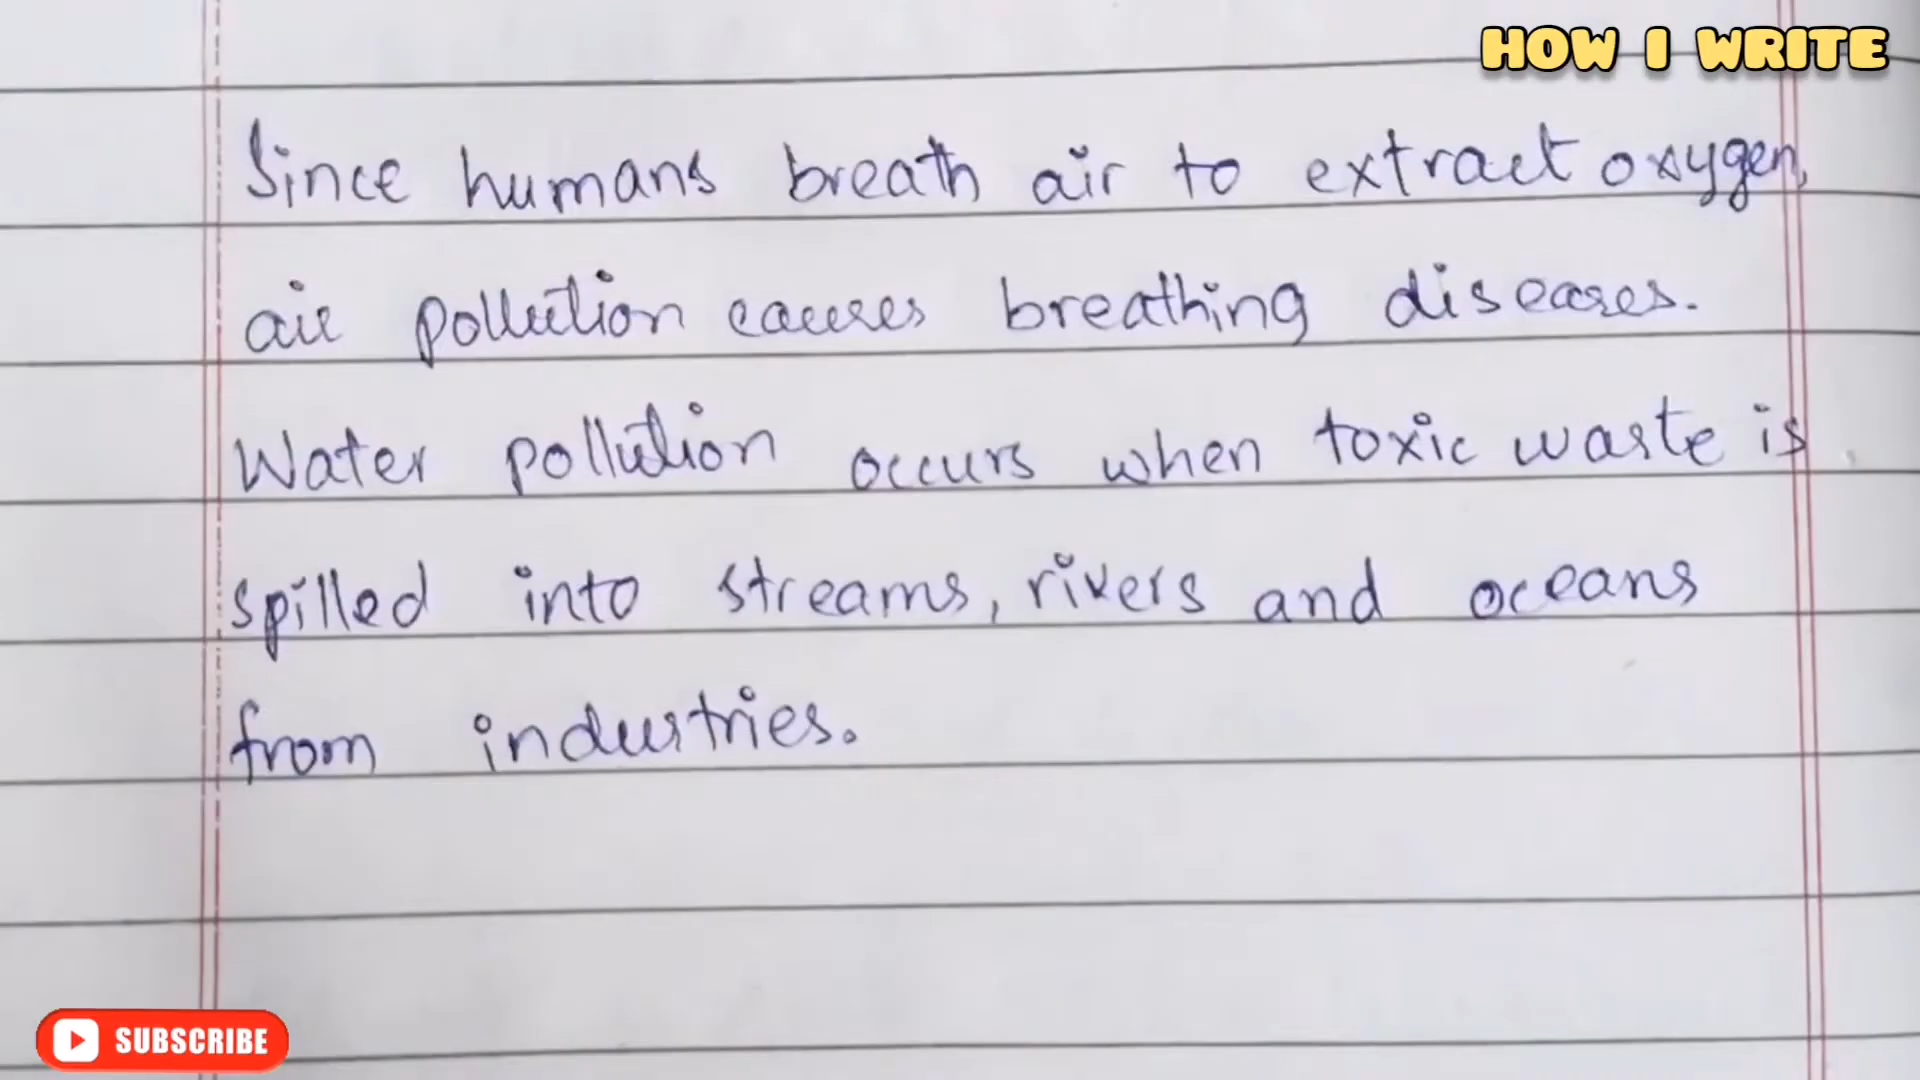 HOW I WRITE
Since humans breath air to extract oxygen,
air pollution causes breathing diseases.
Water pollution occurs when toxic waste is
spilled into streams, rivers and oceans
from industries.
SUBSCRIBE